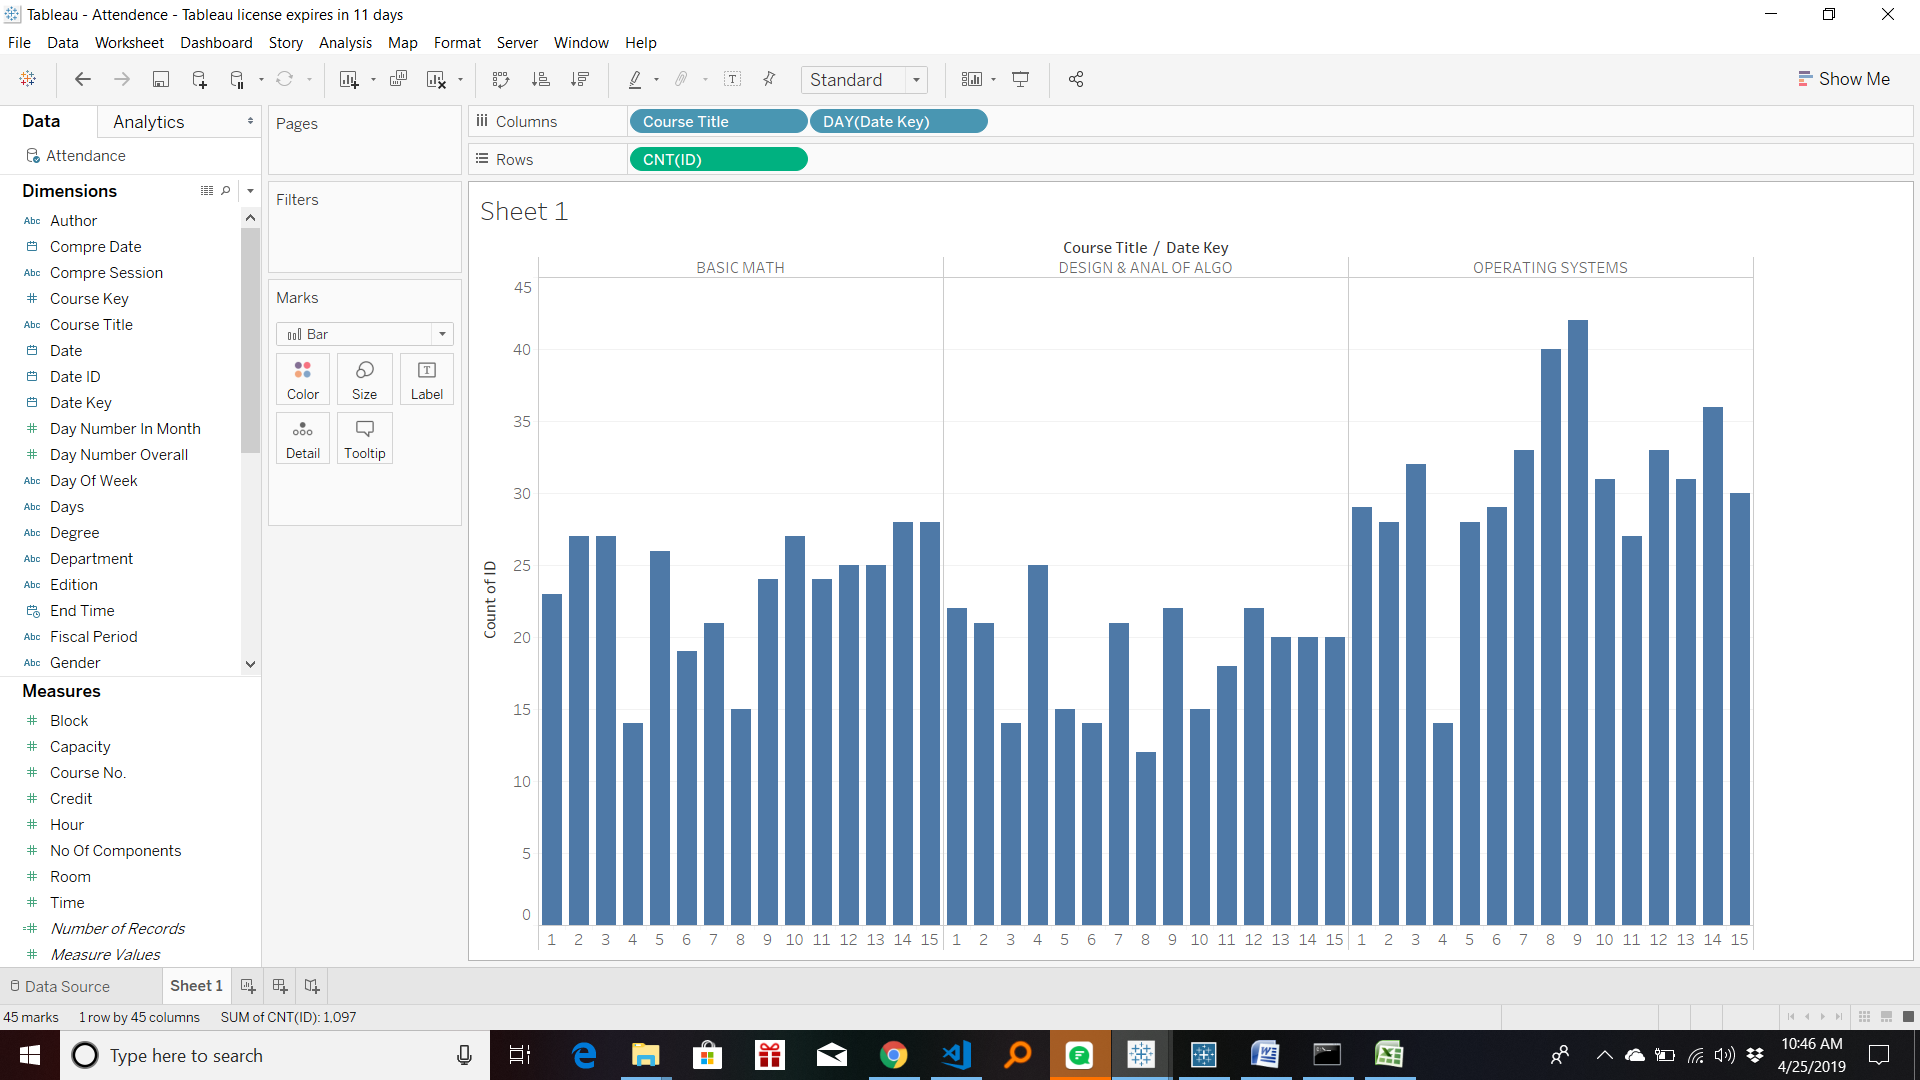 Tableau - Attendence - Tableau license expires in 11 days
File Data Worksheet Dashboard Story Analysis Map Format Server Window Help
Standard
Show Me
Data Analytics
Attendance
Dimensions
Abc Author
Compre Date
Abc Compre Session
# Course Key
Abc Course Title
Date
Date ID
Date Key
# Day Number In Month
# Day Number Overall
Abc Day Of Week
Abc Days
Abc Degree
Abc Department
Abc Edition
End Time
Abc Fiscal Period
Abc Gender
Measures
# Block
# Capacity
# Course No.
# Credit
# Hour
# No Of Components
# Room
# Time
=# Number of Records
# Measure Values
Pages
Filters
Marks
Bar
Color Size Label
Detail Tooltip
Columns Course Title DAY(Date Key)
Rows CNT(ID)
Sheet 1
Course Title / Date Key
BASIC MATH DESIGN & ANAL OF ALGO OPERATING SYSTEMS
Count of ID
45
40
35
30
25
20
15
10
5
0
1 2 3 4 5 6 7 8 9 10 11 12 13 14 15 1 2 3 4 5 6 7 8 9 10 11 12 13 14 15 1 2 3 4 5 6 7 8 9 10 11 12 13 14 15
Data Source Sheet 1
45 marks 1 row by 45 columns SUM of CNT(ID): 1,097
Type here to search
10:46 AM
4/25/2019